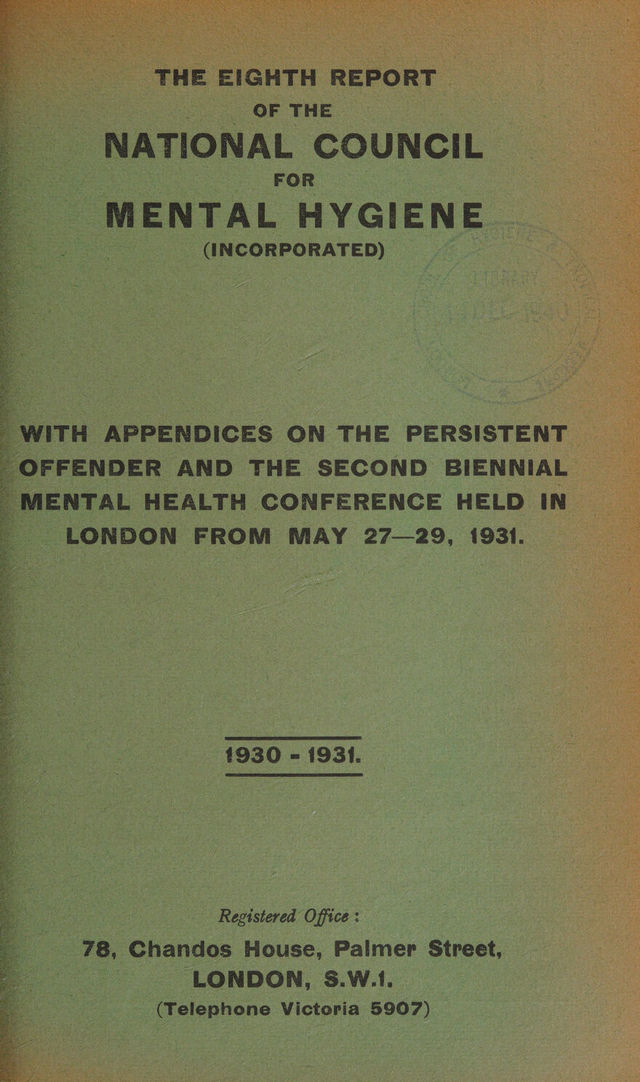 THE EIGHTH REPORT
OF THE
NATIONAL COUNCIL
FOR
MENTAL HYGIENE
(INCORPORATED)
WITH APPENDICES ON THE PERSISTENT
OFFENDER AND THE SECOND BIENNIAL
MENTAL HEALTH CONFERENCE HELD IN
LONDON FROM MAY 27—29, 1931.
1930 - 1931.
Registered Office :
78, Chandos House, Palmer Street,
LONDON, S.W.1.
(Telephone Victoria 5907)